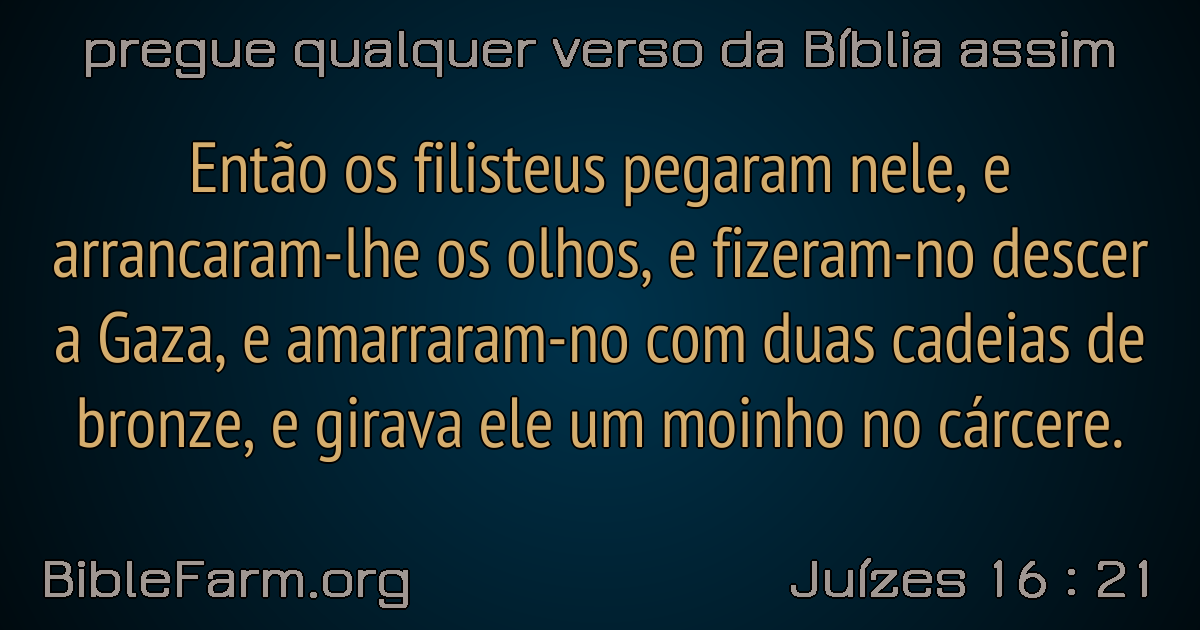 pregue qualquer verso da Bíblia assim
Então os filisteus pegaram nele, e
arrancaram-lhe os olhos, e fizeram-no descer
a Gaza, e amarraram-no com duas cadeias de
bronze, e girava ele um moinho no cárcere.
BibleFarm.org
Juízes 16 : 21